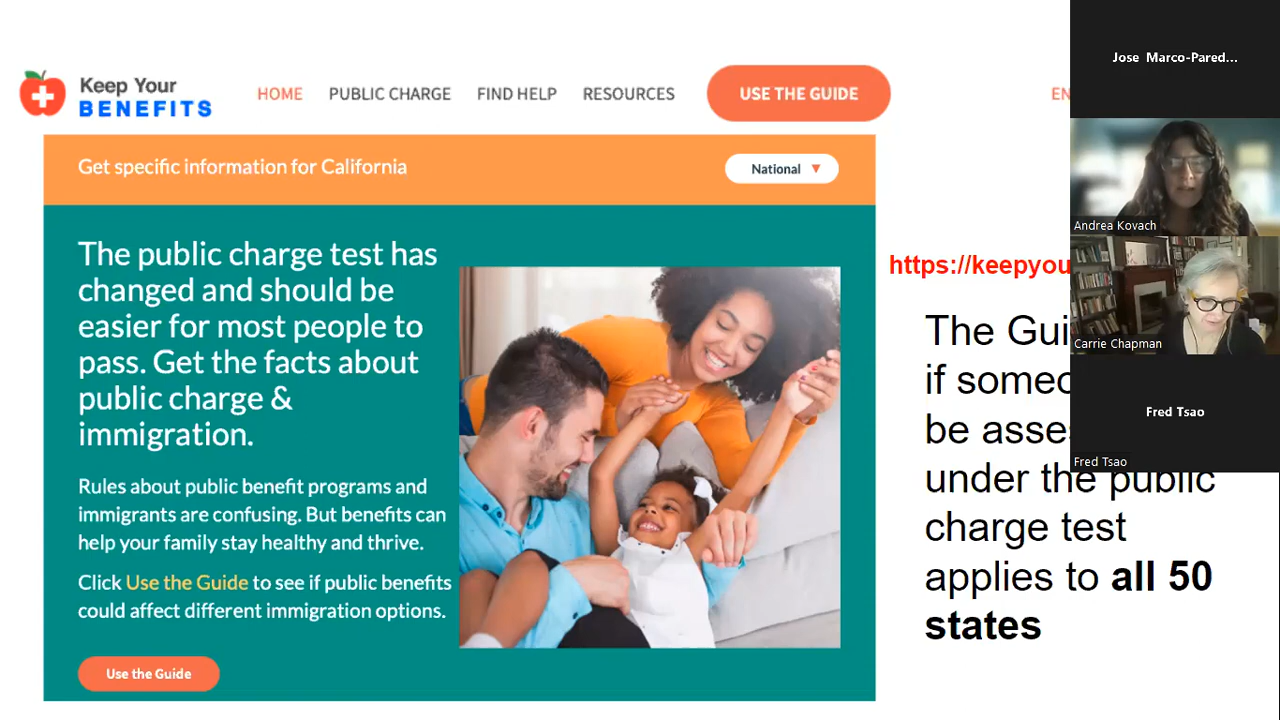 Keep Your
BENEFITS
HOME
PUBLIC CHARGE
FIND HELP
RESOURCES
USE THE GUIDE
EN
Get specific information for California
National
The public charge test has
changed and should be
easier for most people to
pass. Get the facts about
public charge &
immigration.
Rules about public benefit programs and
immigrants are confusing. But benefits can
help your family stay healthy and thrive.
Click Use the Guide to see if public benefits
could affect different immigration options.
Use the Guide
https://keepyou
The Gui
if someo
be asses
under the public
charge test
applies to all 50
states
Jose Marco-Pared...
Andrea Kovach
Carrie Chapman
Fred Tsao
Fred Tsao